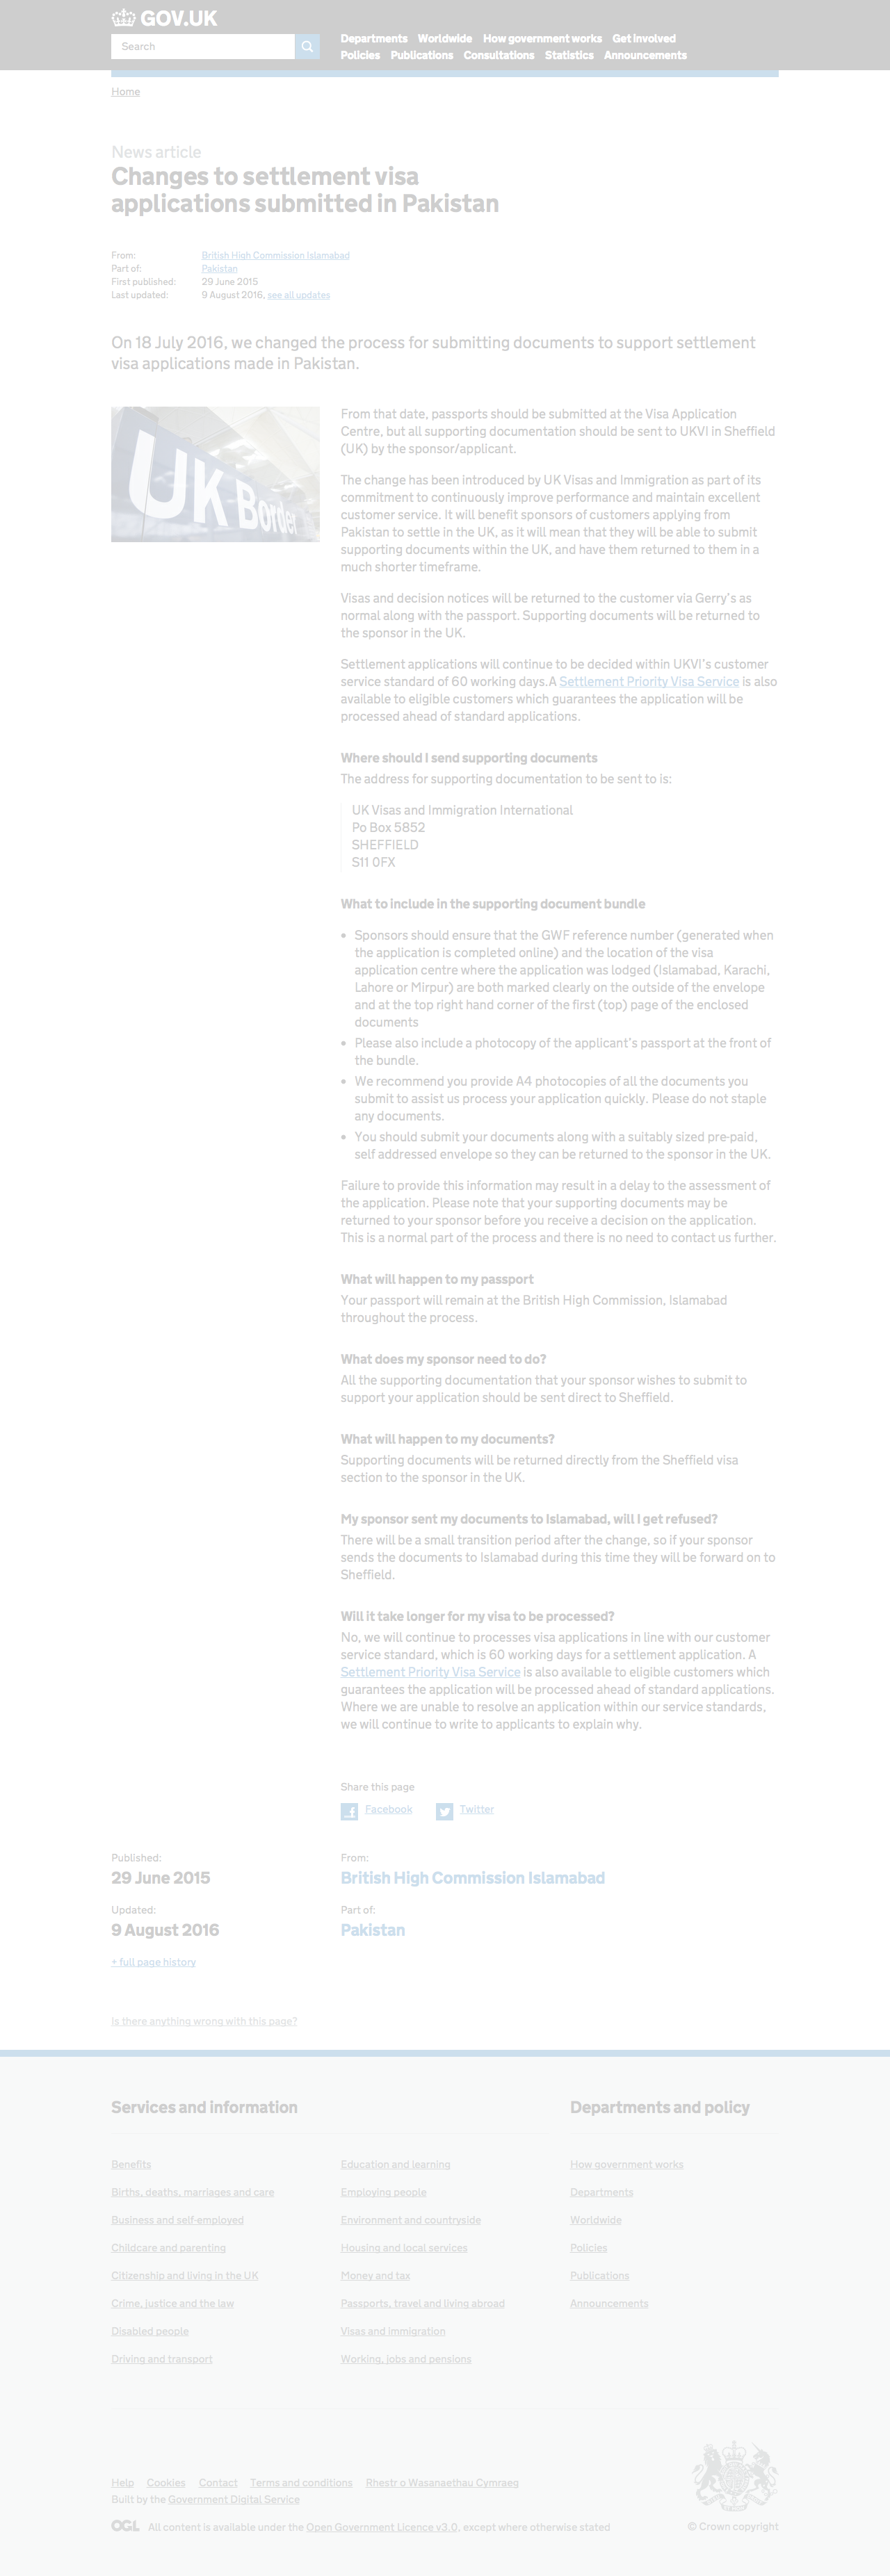 GOV.UK
Search
Departments Worldwide How government works Get involved
Policies Publications Consultations Statistics Announcements
Home
News article
Changes to settlement visa
applications submitted in Pakistan
From: British High Commission Islamabad
Part of: Pakistan
First published: 29 June 2015
Last updated: 9 August 2016, see all updates
On 18 July 2016, we changed the process for submitting documents to support settlement
visa applications made in Pakistan.
UK Border
From that date, passports should be submitted at the Visa Application
Centre, but all supporting documentation should be sent to UKVI in Sheffield
(UK) by the sponsor/applicant.
The change has been introduced by UK Visas and Immigration as part of its
commitment to continuously improve performance and maintain excellent
customer service. It will benefit sponsors of customers applying from
Pakistan to settle in the UK, as it will mean that they will be able to submit
supporting documents within the UK, and have them returned to them in a
much shorter timeframe.
Visas and decision notices will be returned to the customer via Gerry's as
normal along with the passport. Supporting documents will be returned to
the sponsor in the UK.
Settlement applications will continue to be decided within UKVI's customer
service standard of 60 working days.A Settlement Priority Visa Service is also
available to eligible customers which guarantees the application will be
processed ahead of standard applications.
Where should I send supporting documents
The address for supporting documentation to be sent to is:
UK Visas and Immigration International
Po Box 5852
SHEFFIELD
S11 0FX
What to include in the supporting document bundle
• Sponsors should ensure that the GWF reference number (generated when
the application is completed online) and the location of the visa
application centre where the application was lodged (Islamabad, Karachi,
Lahore or Mirpur) are both marked clearly on the outside of the envelope
and at the top right hand corner of the first (top) page of the enclosed
documents
• Please also include a photocopy of the applicant's passport at the front of
the bundle.
• We recommend you provide A4 photocopies of all the documents you
submit to assist us process your application quickly. Please do not staple
any documents.
• You should submit your documents along with a suitably sized pre-paid,
self addressed envelope so they can be returned to the sponsor in the UK.
Failure to provide this information may result in a delay to the assessment of
the application. Please note that your supporting documents may be
returned to your sponsor before you receive a decision on the application.
This is a normal part of the process and there is no need to contact us further.
What will happen to my passport
Your passport will remain at the British High Commission, Islamabad
throughout the process.
What does my sponsor need to do?
All the supporting documentation that your sponsor wishes to submit to
support your application should be sent direct to Sheffield.
What will happen to my documents?
Supporting documents will be returned directly from the Sheffield visa
section to the sponsor in the UK.
My sponsor sent my documents to Islamabad, will I get refused?
There will be a small transition period after the change, so if your sponsor
sends the documents to Islamabad during this time they will be forward on to
Sheffield.
Will it take longer for my visa to be processed?
No, we will continue to processes visa applications in line with our customer
service standard, which is 60 working days for a settlement application. A
Settlement Priority Visa Service is also available to eligible customers which
guarantees the application will be processed ahead of standard applications.
Where we are unable to resolve an application within our service standards,
we will continue to write to applicants to explain why.
Share this page
Facebook Twitter
Published:
29 June 2015
Updated:
9 August 2016
+ full page history
From:
British High Commission Islamabad
Part of:
Pakistan
Is there anything wrong with this page?
Services and information
Benefits
Births, deaths, marriages and care
Business and self-employed
Childcare and parenting
Citizenship and living in the UK
Crime, justice and the law
Disabled people
Driving and transport
Education and learning
Employing people
Environment and countryside
Housing and local services
Money and tax
Passports, travel and living abroad
Visas and immigration
Working, jobs and pensions
Departments and policy
How government works
Departments
Worldwide
Policies
Publications
Announcements
Help Cookies Contact Terms and conditions Rhestr o Wasanaethau Cymraeg
Built by the Government Digital Service
OGL All content is available under the Open Government Licence v3.0, except where otherwise stated
© Crown copyright